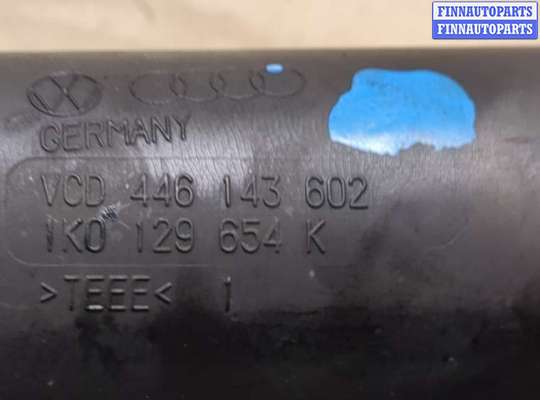 FINNAUTOPARTS
FINNAUTOPARTS
GERMANY
VCD 446 143 602
1K0 129 654 K
>TEEE< 1